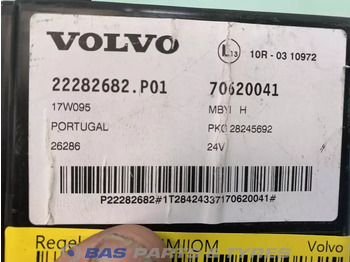 VOLVO
L13
10R - 03 10972
22282682.P01
70620041
17W095
MBYI H
PORTUGAL
PKC 28245692
26286
24V
P22282682#1T28424337170620041#
Volvo
BAS PARTS